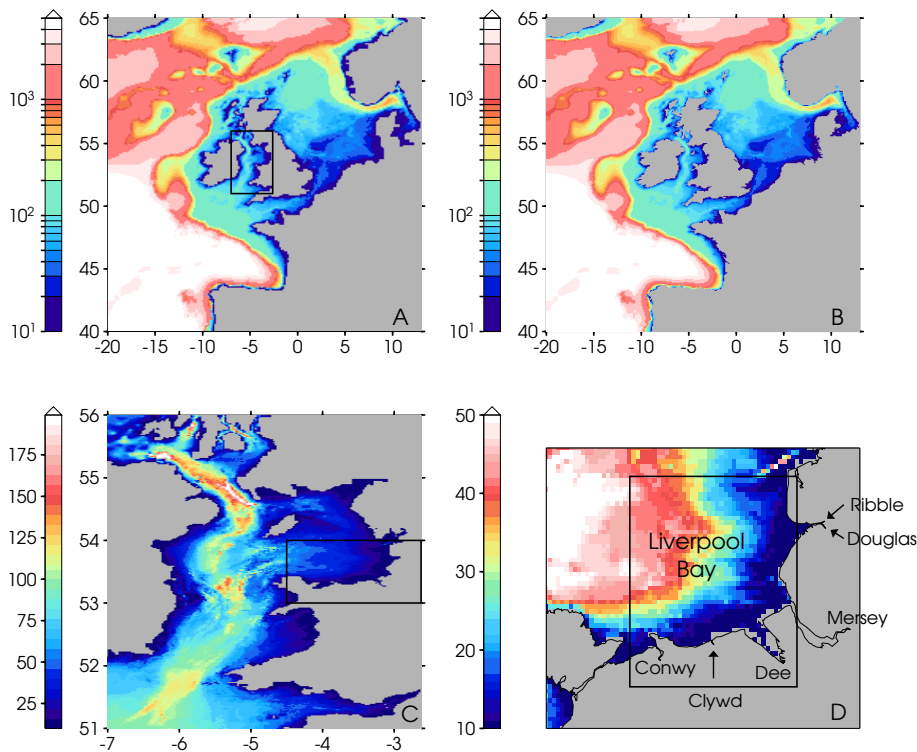 65
60
55
50
45
40
10³
10²
10¹
-20 -15 -10 -5 0 5 10
A
65
60
55
50
45
40
10³
10²
10¹
-20 -15 -10 -5 0 5 10
B
56
55
54
53
52
51
175
150
125
100
75
50
25
-7 -6 -5 -4 -3
C
50
40
30
20
10
Ribble
Liverpool
Bay
Douglas
Mersey
Conwy
Dee
Clywd
D